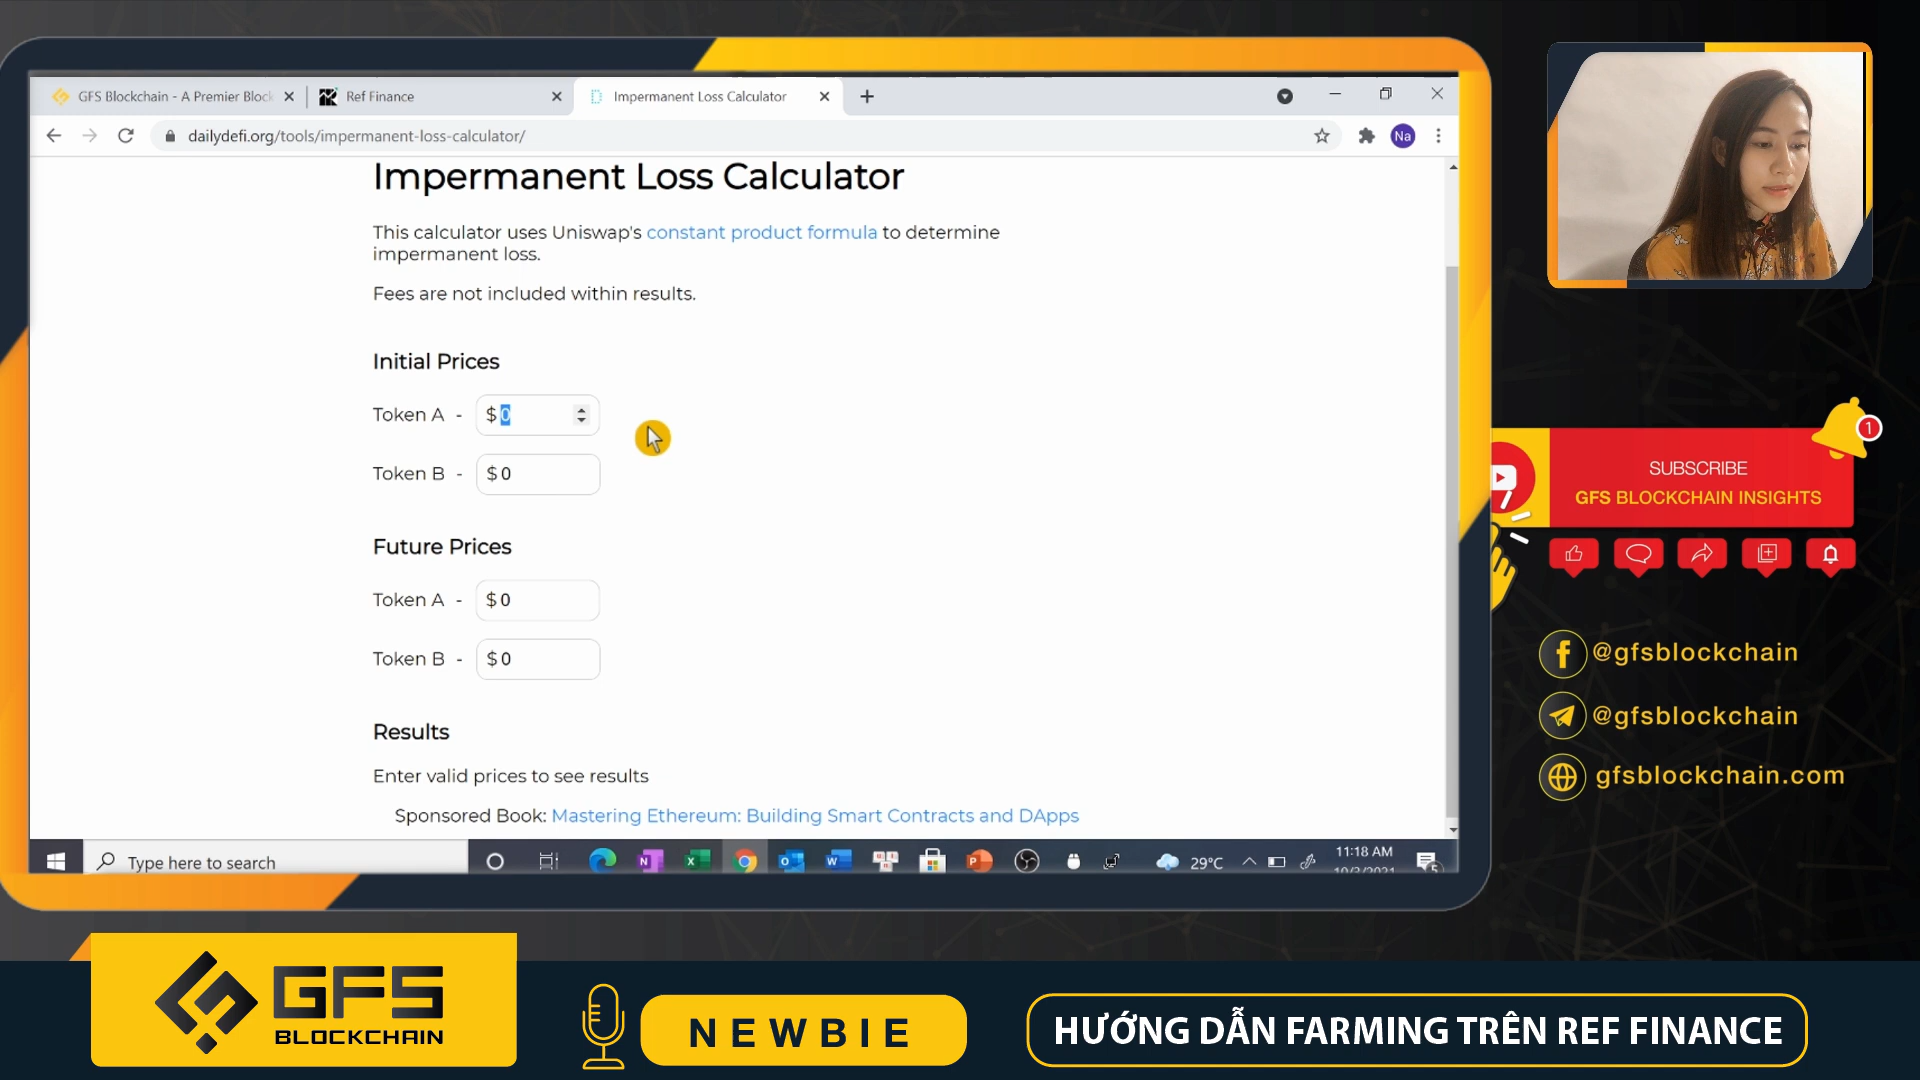 GFS Blockchain - A Premier Block
Ref Finance
Impermanent Loss Calculator
dailydefi.org/tools/impermanent-loss-calculator/
Na
Impermanent Loss Calculator
This calculator uses Uniswap's constant product formula to determine
impermanent loss.
Fees are not included within results.
Initial Prices
Token A - $ 0
Token B - $ 0
Future Prices
Token A - $ 0
Token B - $ 0
Results
Enter valid prices to see results
Sponsored Book: Mastering Ethereum: Building Smart Contracts and DApps
Type here to search
29°C
11:18 AM
10/2/2021
1
SUBSCRIBE
GFS BLOCKCHAIN INSIGHTS
@gfsblockchain
@gfsblockchain
gfsblockchain.com
GFS
BLOCKCHAIN
NEWBIE
HƯỚNG DẪN FARMING TRÊN REF FINANCE